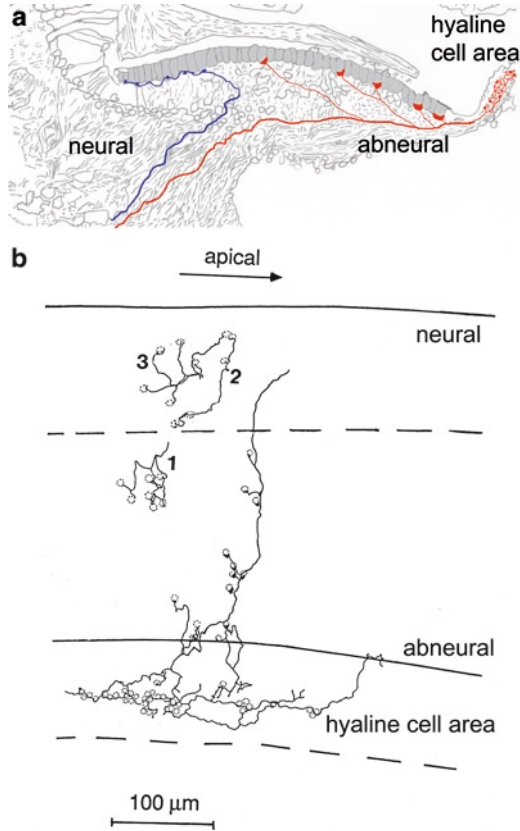 a
hyaline
cell area
neural
abneural
b
apical
neural
3
2
1
abneural
hyaline cell area
100 µm